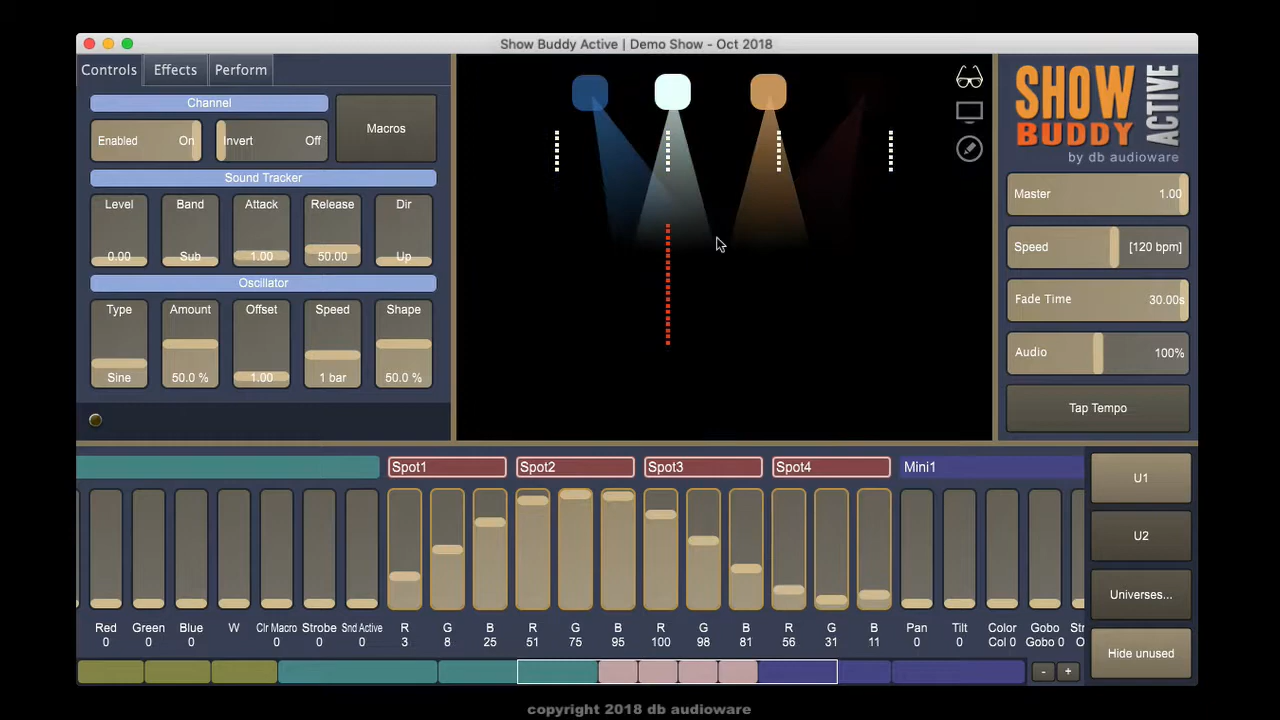 Show Buddy Active | Demo Show - Oct 2018
Controls Effects Perform
Channel
Enabled On Invert Off Macros
Sound Tracker
Level Band Attack Release Dir
0.00 Sub 1.00 50.00 Up
Oscillator
Type Amount Offset Speed Shape
Sine 50.0 % 1.00 1 bar 50.0 %
SHOW
BUDDY
ACTIVE
by db audioware
Master 1.00
Speed [120 bpm]
Fade Time 30.00s
Audio 100%
Tap Tempo
Spot1 Spot2 Spot3 Spot4 Mini1
Red Green Blue W Clr Macro Strobe Snd Active R G B R G B R G B R G B Pan Tilt Color Gobo
0 0 0 0 0 0 0 3 8 25 51 75 95 100 98 81 56 31 11 0 0 Col 0 Gobo 0
U1
U2
Universes...
Hide unused
- +
copyright 2018 db audioware